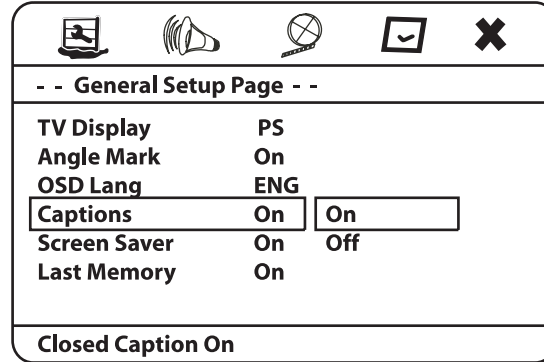 - - General Setup Page - -
TV Display PS
Angle Mark On
OSD Lang ENG
Captions On On
Screen Saver On Off
Last Memory On
Closed Caption On